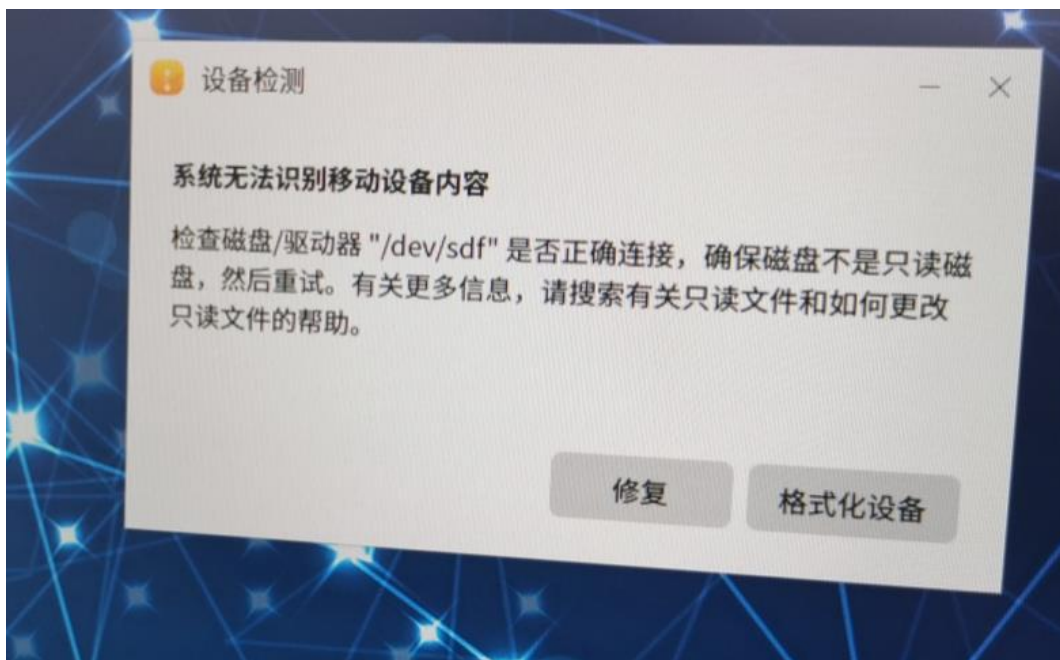 设备检测
系统无法识别移动设备内容
检查磁盘/驱动器 "/dev/sdf" 是否正确连接，确保磁盘不是只读磁
盘，然后重试。有关更多信息，请搜索有关只读文件和如何更改
只读文件的帮助。
修复
格式化设备